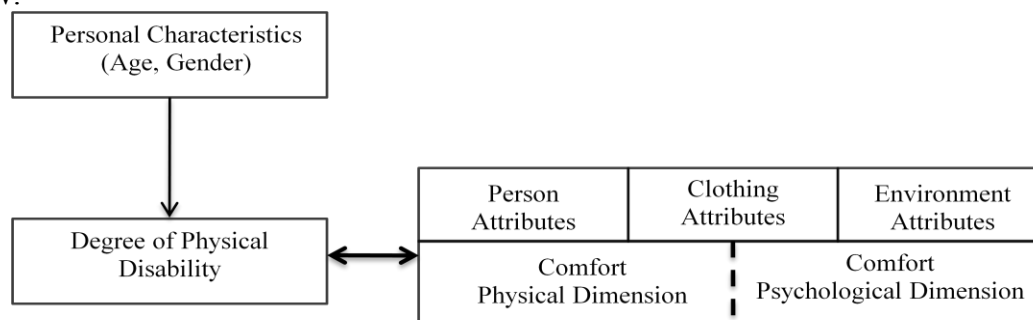 Personal Characteristics
(Age, Gender)
Person
Attributes
Clothing
Attributes
Environment
Attributes
Degree of Physical
Disability
Comfort
Physical Dimension
Comfort
Psychological Dimension